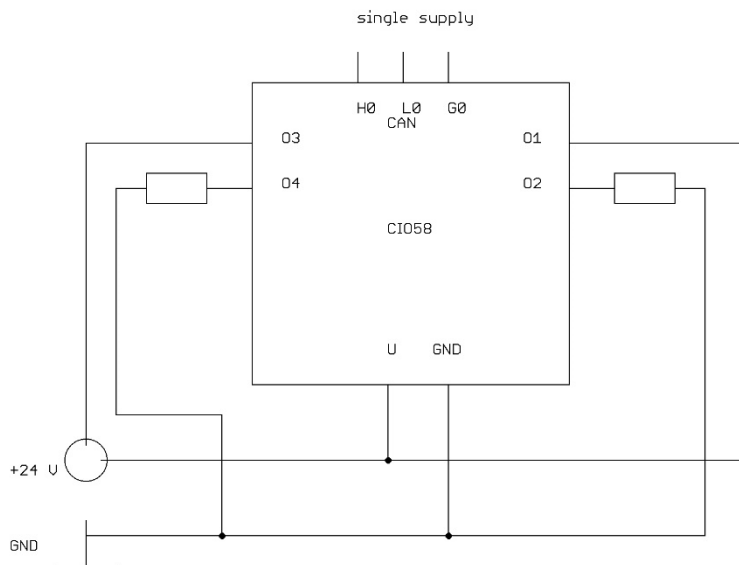 single supply
H0 L0 G0
CAN
O3 O1
O4 O2
CIO58
U GND
+24 V
GND